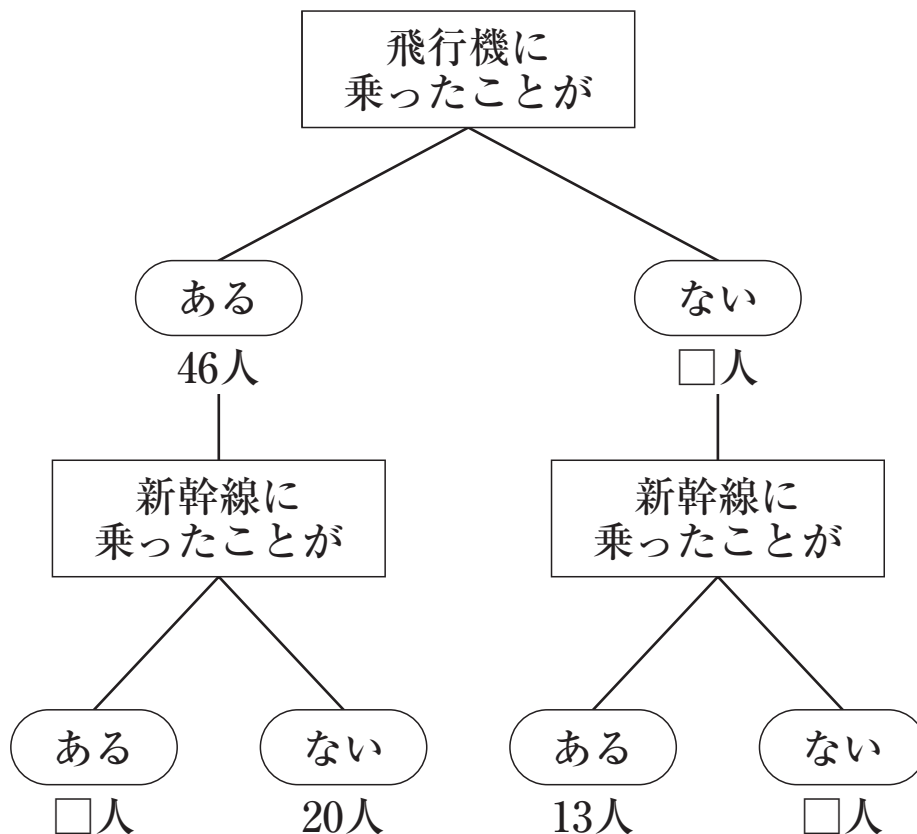 飛行機に
乗ったことが
ある
ない
46人
□人
新幹線に
乗ったことが
新幹線に
乗ったことが
ある
ない
ある
ない
□人
20人
13人
□人